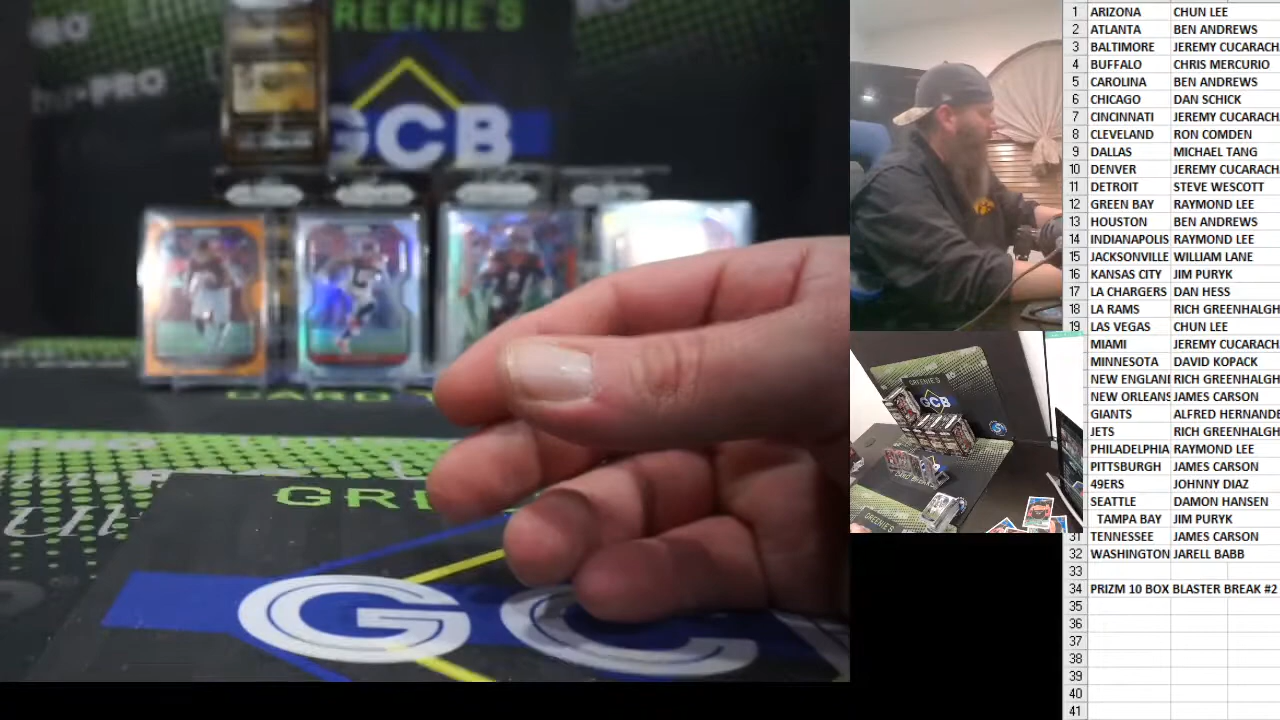 GREENIE'S
GCB
PRO
GCB
1 ARIZONA CHUN LEE
2 ATLANTA BEN ANDREWS
3 BALTIMORE JEREMY CUCARACH
4 BUFFALO CHRIS MERCURIO
5 CAROLINA BEN ANDREWS
6 CHICAGO DAN SCHICK
7 CINCINNATI JEREMY CUCARACH
8 CLEVELAND RON COMDEN
9 DALLAS MICHAEL TANG
10 DENVER JEREMY CUCARACH
11 DETROIT STEVE WESCOTT
12 GREEN BAY RAYMOND LEE
13 HOUSTON BEN ANDREWS
14 INDIANAPOLIS RAYMOND LEE
15 JACKSONVILLE WILLIAM LANE
16 KANSAS CITY JIM PURYK
17 LA CHARGERS DAN HESS
18 LA RAMS RICH GREENHALGH
19 LAS VEGAS CHUN LEE
MIAMI JEREMY CUCARACH
MINNESOTA DAVID KOPACK
NEW ENGLAND RICH GREENHALGH
NEW ORLEANS JAMES CARSON
GIANTS ALFRED HERNANDE
JETS RICH GREENHALGH
PHILADELPHIA RAYMOND LEE
PITTSBURGH JAMES CARSON
49ERS JOHNNY DIAZ
SEATTLE DAMON HANSEN
TAMPA BAY JIM PURYK
31 TENNESSEE JAMES CARSON
32 WASHINGTON JARELL BABB
33
34 PRIZM 10 BOX BLASTER BREAK #2
35
36
37
38
39
40
41
GREENIE'S
GCB